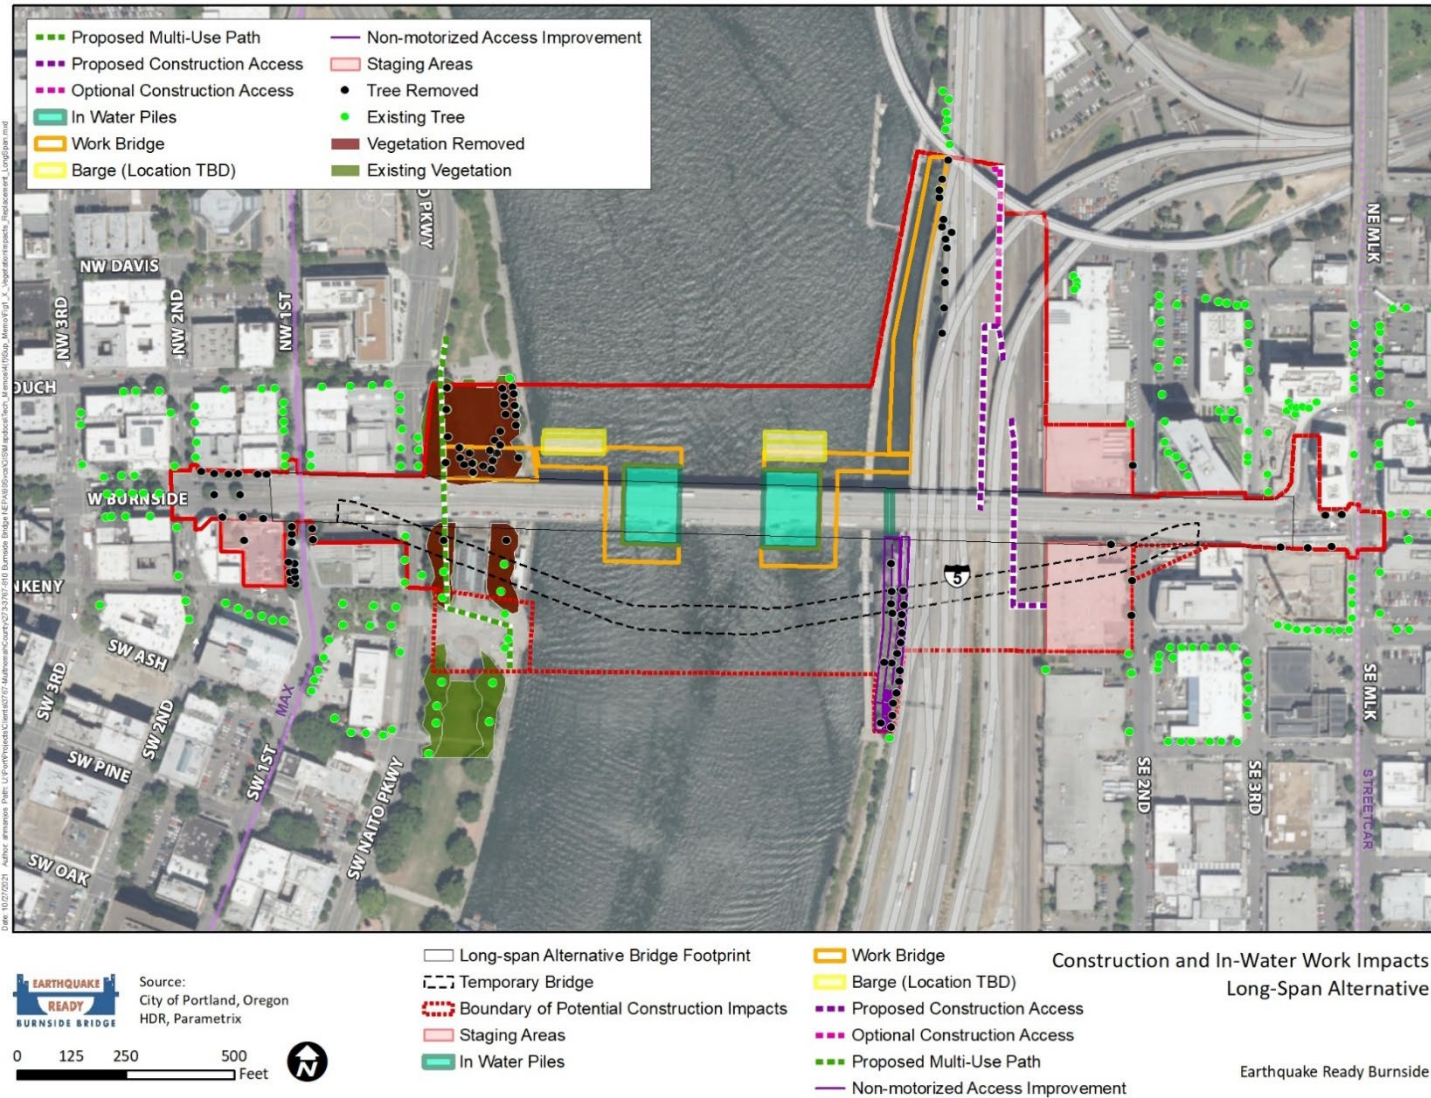 Proposed Multi-Use Path
Proposed Construction Access
Optional Construction Access
In Water Piles
Work Bridge
Barge (Location TBD)
Non-motorized Access Improvement
Staging Areas
Tree Removed
Existing Tree
Vegetation Removed
Existing Vegetation
O PKWY
NE MLK
NW DAVIS
NW 3RD
NW 2ND
NW 1ST
OUCH
W BURNSIDE
NKENY
5
SW ASH
SW 3RD
SW 2ND
MAX
SW 1ST
SW PINE
SW NAITO PKWY
SW OAK
SE 2ND
SE 3RD
SE MLK
STREETCAR
EARTHQUAKE
READY
BURNSIDE BRIDGE
Source:
City of Portland, Oregon
HDR, Parametrix
0 125 250 500
Feet
N
Long-span Alternative Bridge Footprint
Temporary Bridge
Boundary of Potential Construction Impacts
Staging Areas
In Water Piles
Work Bridge
Barge (Location TBD)
Proposed Construction Access
Optional Construction Access
Proposed Multi-Use Path
Non-motorized Access Improvement
Construction and In-Water Work Impacts
Long-Span Alternative
Earthquake Ready Burnside